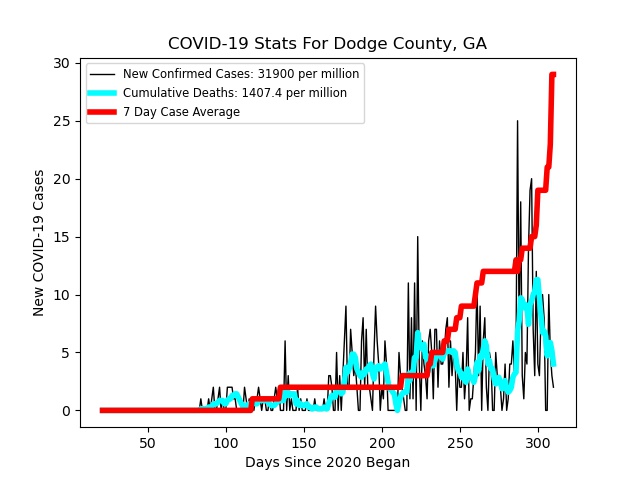 COVID-19 Stats For Dodge County, GA
New Confirmed Cases: 31900 per million
Cumulative Deaths: 1407.4 per million
7 Day Case Average
New COVID-19 Cases
30
25
20
15
10
5
0
50 100 150 200 250 300
Days Since 2020 Began